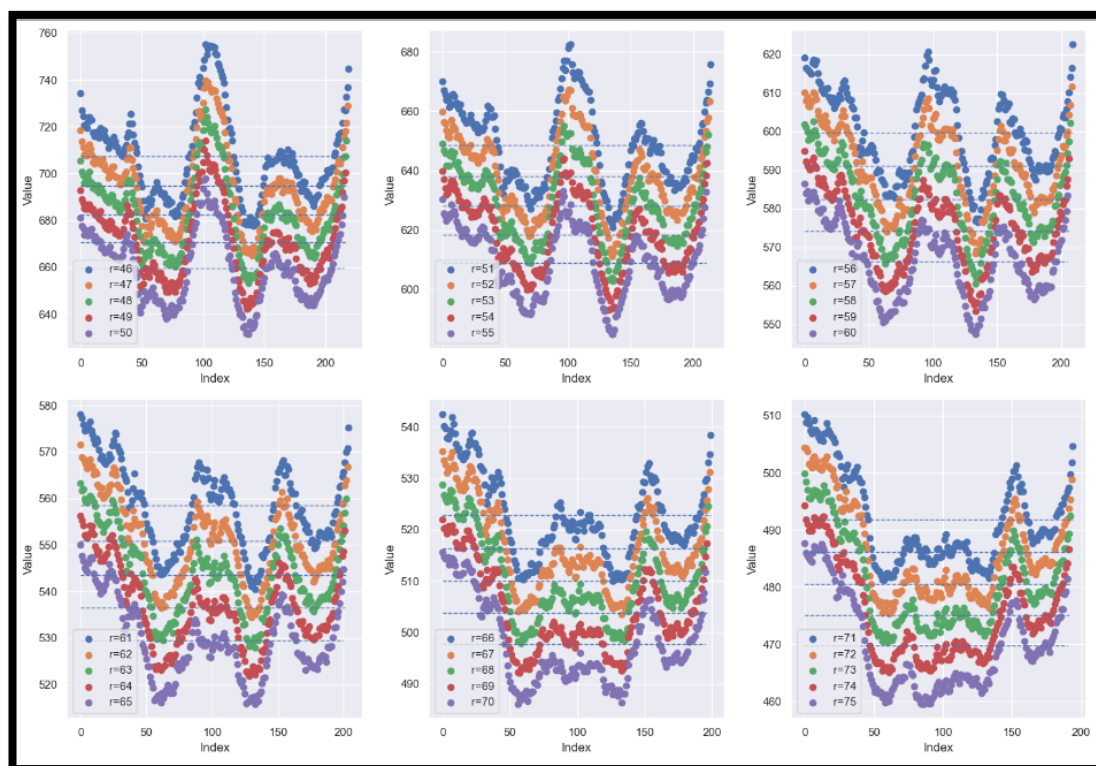 760
740
720
700
680
660
640
Value
r=46
r=47
r=48
r=49
r=50
0
50
100
150
200
Index
680
660
640
620
600
Value
r=51
r=52
r=53
r=54
r=55
0
50
100
150
200
Index
620
610
600
590
580
570
560
550
Value
r=56
r=57
r=58
r=59
r=60
0
50
100
150
200
Index
580
570
560
550
540
530
520
Value
r=61
r=62
r=63
r=64
r=65
0
50
100
150
200
Index
540
530
520
510
500
490
Value
r=66
r=67
r=68
r=69
r=70
0
50
100
150
200
Index
510
500
490
480
470
460
Value
r=71
r=72
r=73
r=74
r=75
0
50
100
150
200
Index